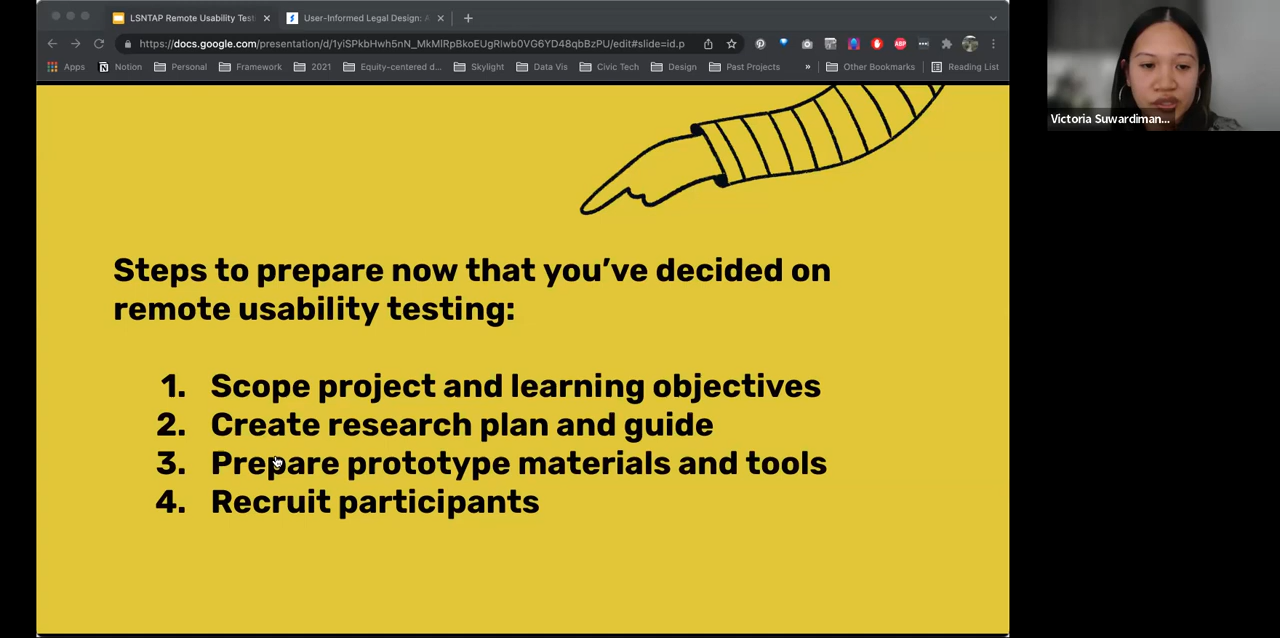 LSNTAP Remote Usability Test
User-Informed Legal Design: A
https://docs.google.com/presentation/d/1yiSPkbHwh5nN_MkMIRpBkoEUgRIwb0VG6YD48qbBzPU/edit#slide=id.p
Apps
Notion
Personal
Framework
2021
Equity-centered d...
Skylight
Data Vis
Civic Tech
Design
Past Projects
»
Other Bookmarks
Reading List
ABP
Victoria Suwardiman...
Steps to prepare now that you’ve decided on
remote usability testing:
1. Scope project and learning objectives
2. Create research plan and guide
3. Prepare prototype materials and tools
4. Recruit participants